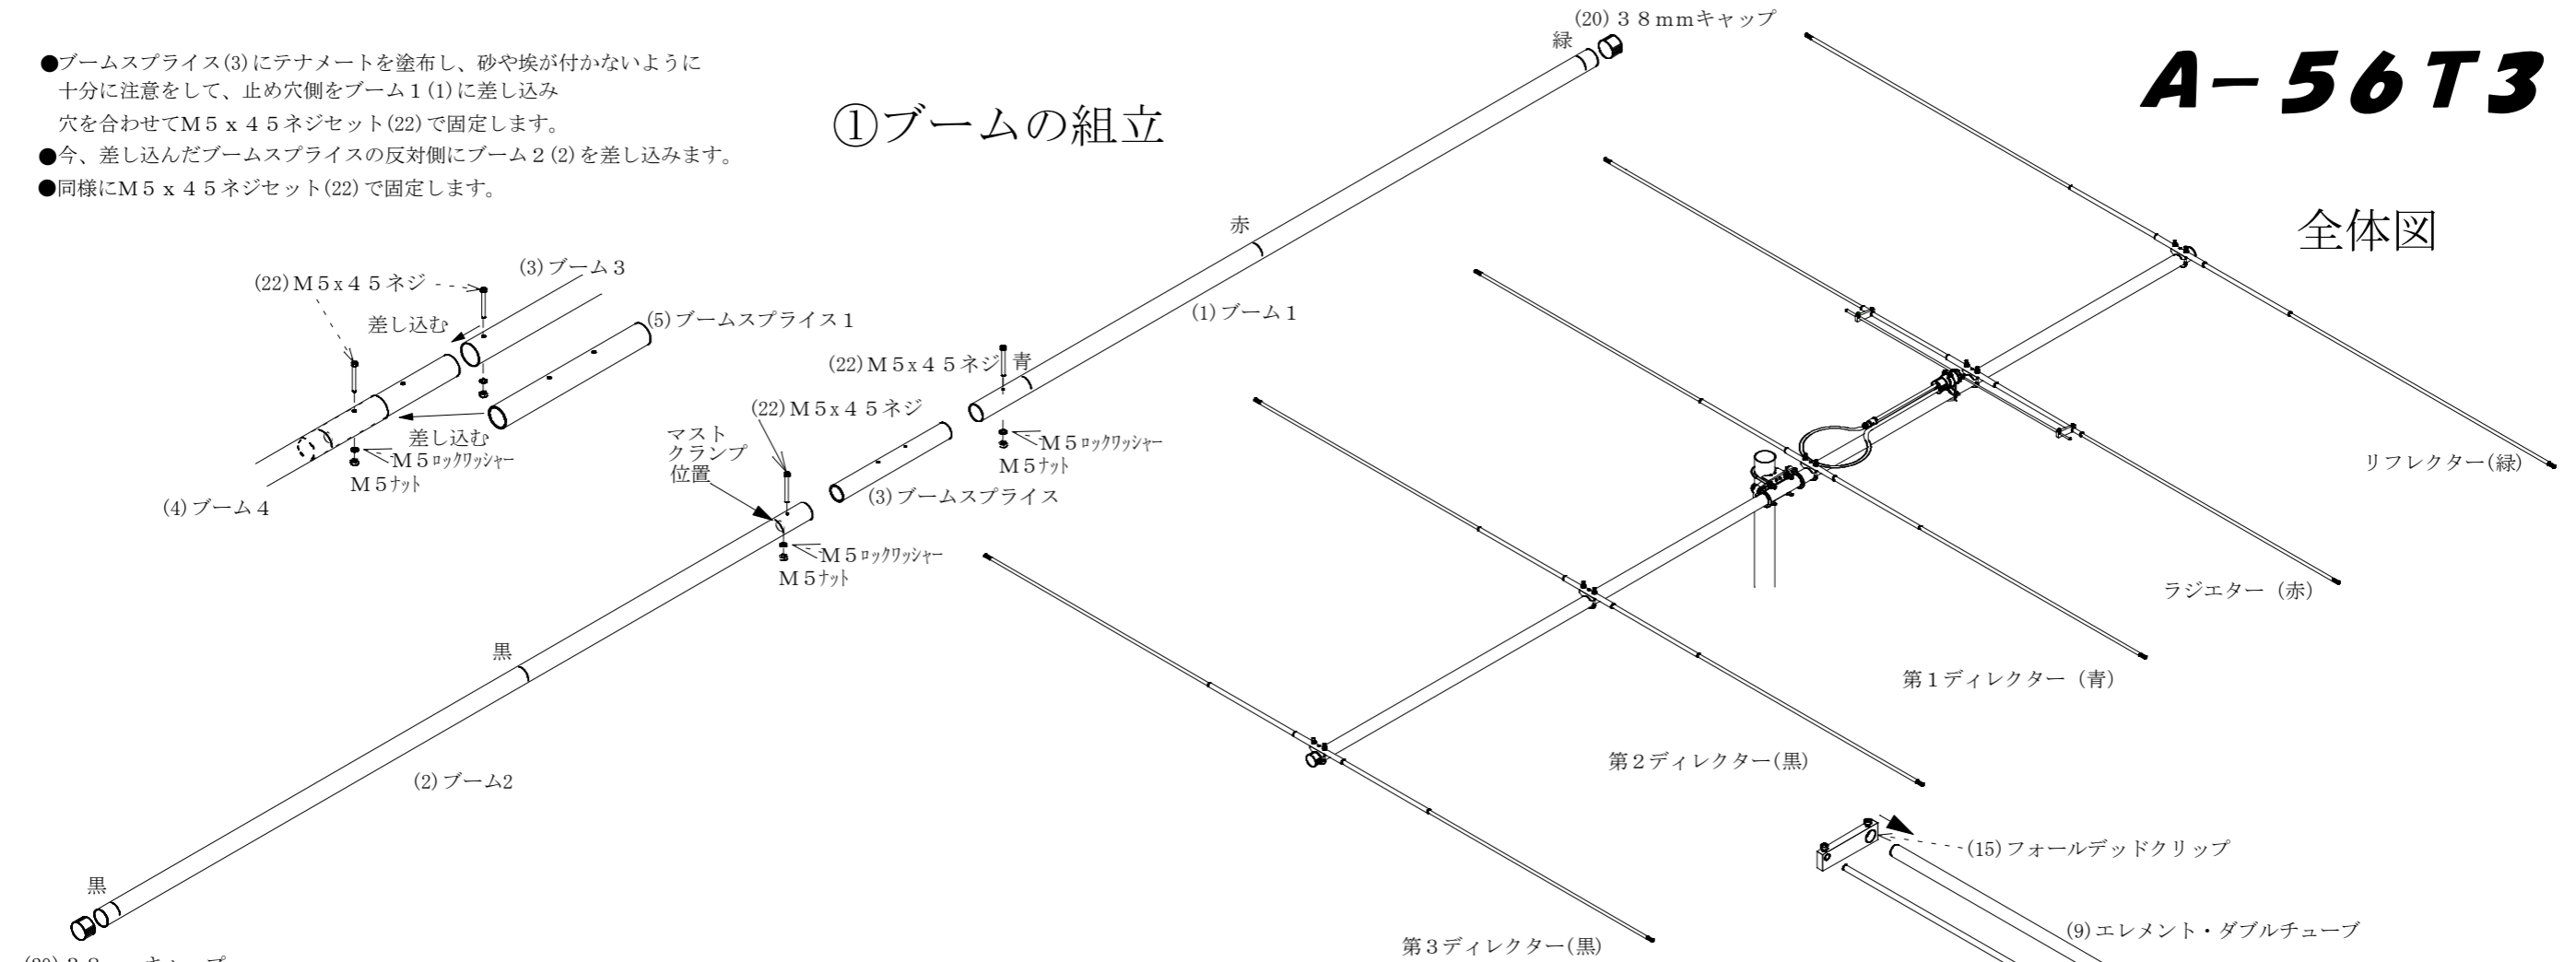 ●ブームスプライス(3)にテナメートを塗布し、砂や埃が付かないように
十分に注意をして、止め穴側をブーム１(1)に差し込み
穴を合わせてＭ５ｘ４５ネジセット(22)で固定します。
●今、差し込んだブームスプライスの反対側にブーム２(2)を差し込みます。
●同様にＭ５ｘ４５ネジセット(22)で固定します。
①ブームの組立
(20)３８mmキャップ
緑
A-56T3
全体図
赤
(1)ブーム１
(22)Ｍ５x４５ネジ
(3)ブーム３
差し込む
(5)ブームスプライス１
差し込む
Ｍ５ﾛｯｸﾜｯｼｬｰ
Ｍ５ﾅｯﾄ
(4)ブーム４
(22)Ｍ５x４５ネジ
青
Ｍ５ﾛｯｸﾜｯｼｬｰ
Ｍ５ﾅｯﾄ
(22)Ｍ５x４５ネジ
マスト
クランプ
位置
(3)ブームスプライス
Ｍ５ﾛｯｸﾜｯｼｬｰ
Ｍ５ﾅｯﾄ
黒
(2)ブーム2
黒
リフレクター(緑)
ラジエター（赤）
第１ディレクター（青）
第２ディレクター(黒)
第３ディレクター(黒)
(15)フォールデッドクリップ
(9)エレメント・ダブルチューブ